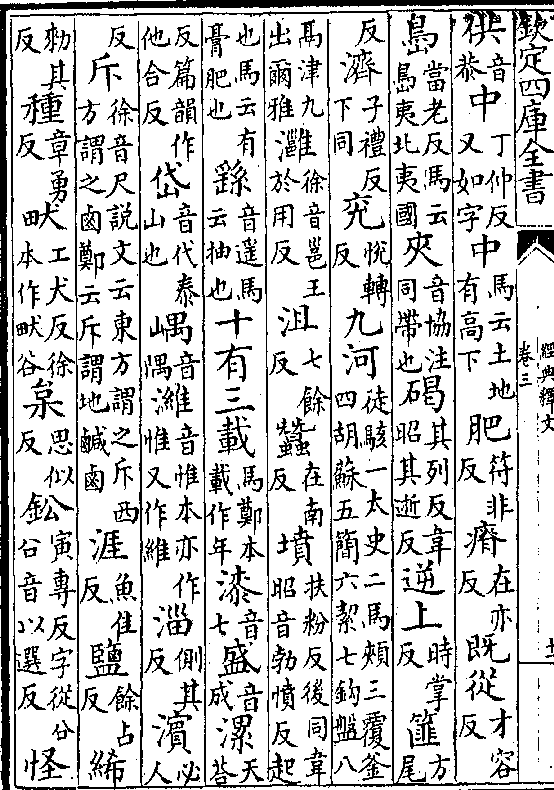 欽定四庫全書
經典釋文
卷三
供音恭中丁仲反又如字中馬云土地有高下肥符非反瘠在亦反既從才容反
島當老反馬云島夷北夷國夾音協注同帶也碣其列反韋昭其逝反逆上時掌反篚方尾
反濟子禮反下同兖悦轉反九河徒駭一太史二馬頰三覆釜四胡蘇五簡六絜七鈎盤八
鬲津九出爾雅灉徐音邕王於用反沮七餘反蠶在南反墳扶粉反後同韋昭音勃憤反起
也馬云有膏肥也繇音遥馬云抽也十有三載馬鄭本載作年漆音七盛音成漯天荅
反篇韻作他合反岱音代泰山也嵎音隅濰音惟本亦作惟又作維淄側其反濱必人
反斥徐音尺説文云東方謂之斥西方謂之鹵鄭云斥謂地鹹鹵涯魚佳反鹽餘占反絺
勑其反種章勇反畎工犬反徐本作畎谷枲思似反鈆寅專反字從公公音以選反怪